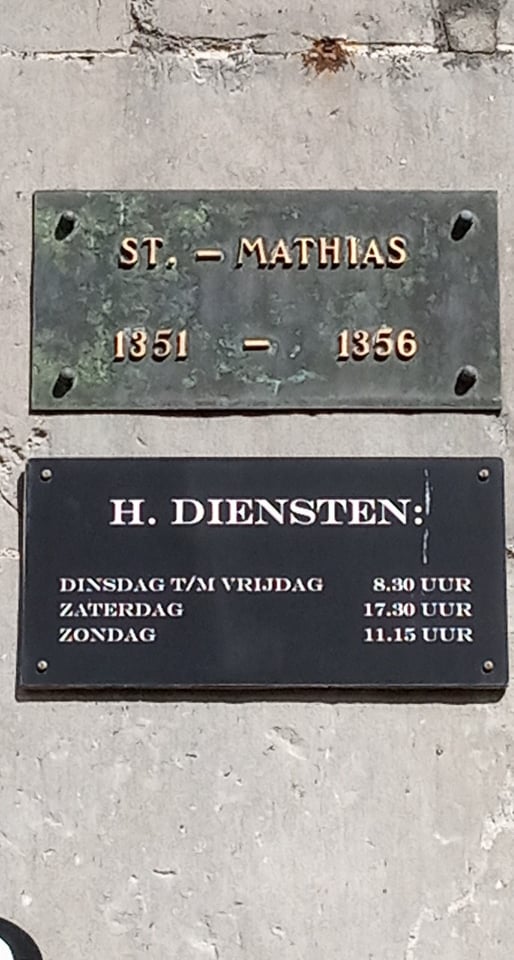 ST. – MATHIAS
1351 – 1356
H. DIENSTEN:
DINSDAG T/M VRIJDAG 8.30 UUR
ZATERDAG 17.30 UUR
ZONDAG 11.15 UUR